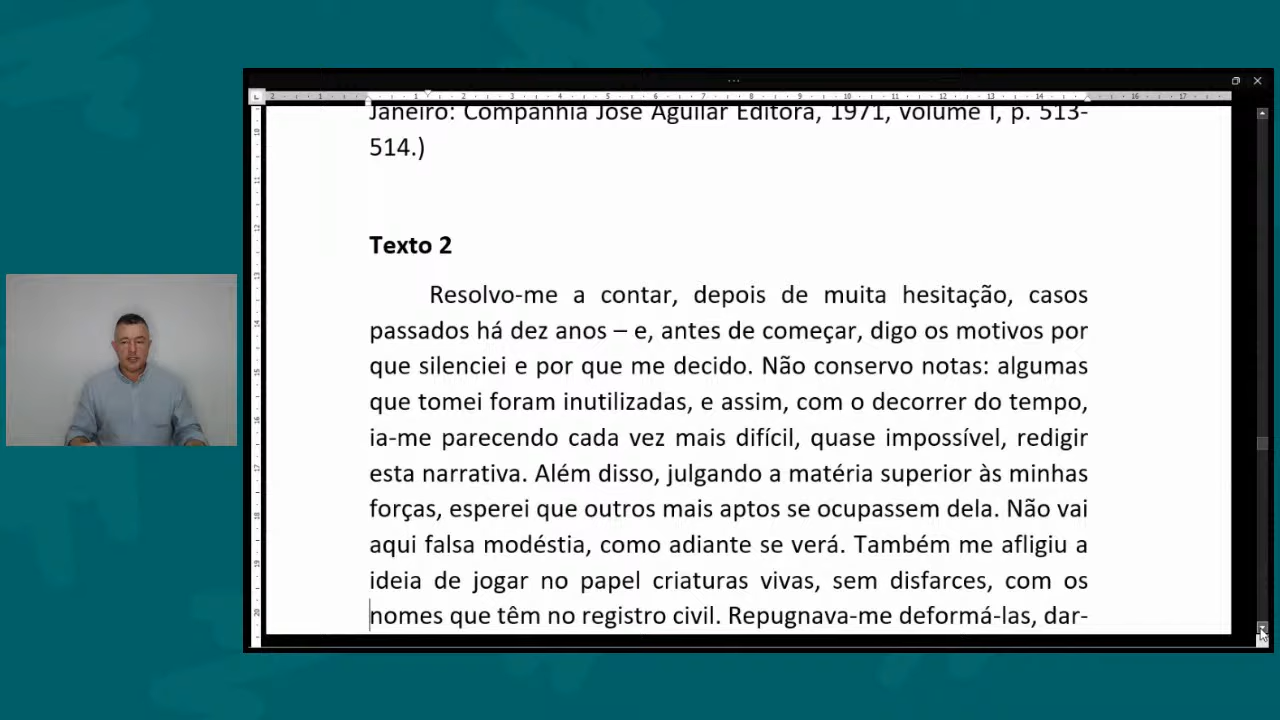 Janeiro: Companhia José Aguilar Editora, 1971, volume I, p. 513-
514.)
Texto 2
Resolvo-me a contar, depois de muita hesitação, casos
passados há dez anos – e, antes de começar, digo os motivos por
que silenciei e por que me decido. Não conservo notas: algumas
que tomei foram inutilizadas, e assim, com o decorrer do tempo,
ia-me parecendo cada vez mais difícil, quase impossível, redigir
esta narrativa. Além disso, julgando a matéria superior às minhas
forças, esperei que outros mais aptos se ocupassem dela. Não vai
aqui falsa modéstia, como adiante se verá. Também me afligiu a
ideia de jogar no papel criaturas vivas, sem disfarces, com os
nomes que têm no registro civil. Repugnava-me deformá-las, dar-